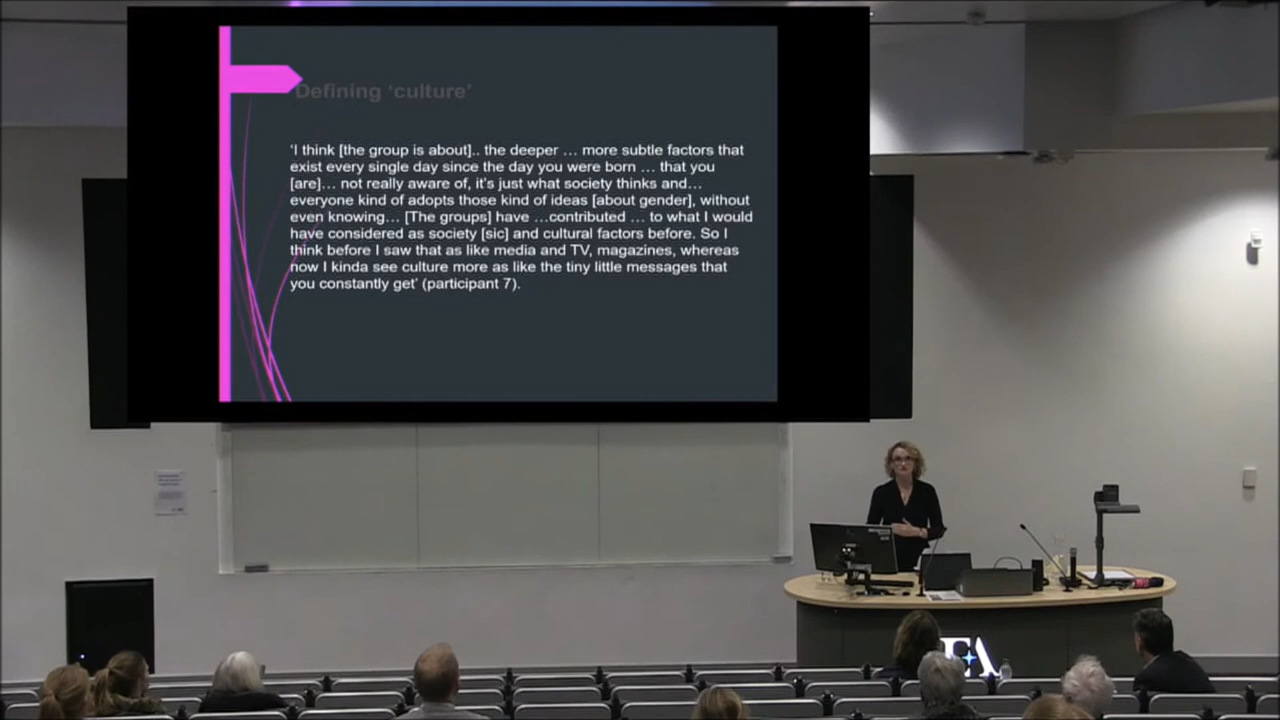 Defining ‘culture’
‘I think [the group is about].. the deeper … more subtle factors that
exist every single day since the day you were born … that you
[are]… not really aware of, it’s just what society thinks and…
everyone kind of adopts those kind of ideas [about gender], without
even knowing… [The groups] have …contributed … to what I would
have considered as society [sic] and cultural factors before. So I
think before I saw that as like media and TV, magazines, whereas
now I kinda see culture more as like the tiny little messages that
you constantly get’ (participant 7).